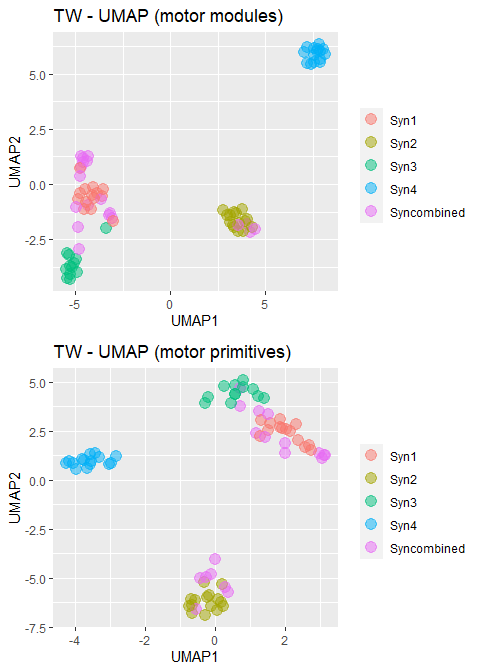 TW - UMAP (motor modules)
5.0
2.5
0.0
-2.5
UMAP2
-5
0
5
UMAP1
Syn1
Syn2
Syn3
Syn4
Syncombined
TW - UMAP (motor primitives)
5.0
2.5
0.0
-2.5
-5.0
-7.5
UMAP2
-4
-2
0
2
UMAP1
Syn1
Syn2
Syn3
Syn4
Syncombined